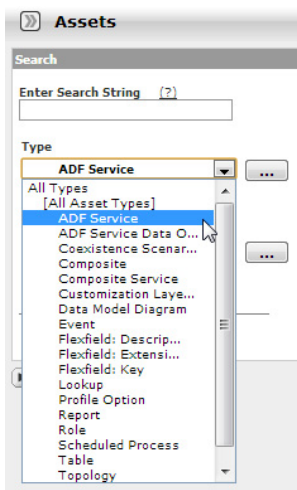 Assets
Search
Enter Search String (?)
Type
ADF Service
...
All Types
[All Asset Types]
ADF Service
ADF Service Data O...
...
Coexistence Scenar...
Composite
Composite Service
Customization Laye...
Data Model Diagram
Event
Flexfield: Descrip...
Flexfield: Extensi...
Flexfield: Key
Lookup
Profile Option
Report
Role
Scheduled Process
Table
Topology